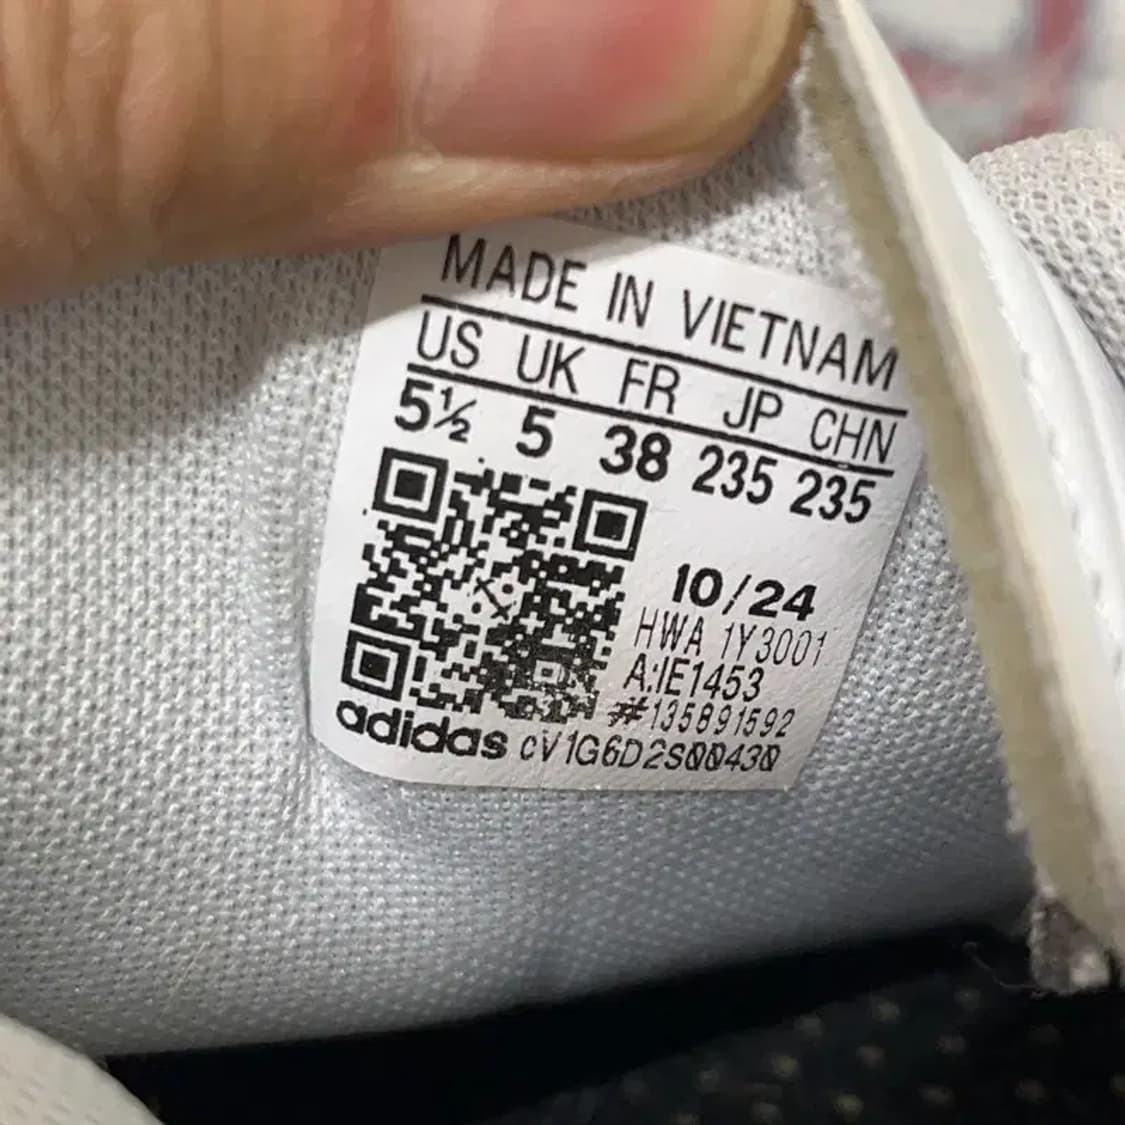 MADE IN VIETNAM
US UK FR JP CHN
5½ 5 38 235 235
10/24
HWA 1Y3001
A:IE1453
#135891592
adidas cV1G6D2S00430